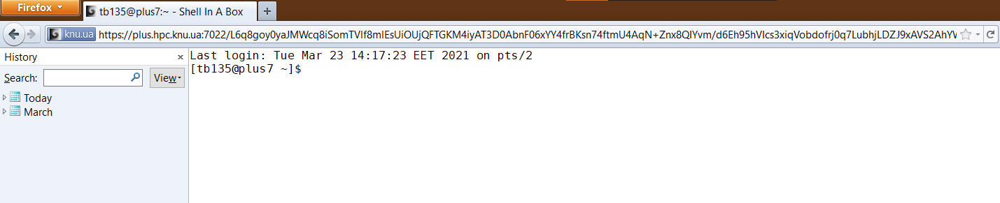 Firefox
tb135@plus7:~ - Shell In A Box
knu.ua
https://plus.hpc.knu.ua:7022/L6q8goy0yaJMWcq8iSomTVIf8mIEsUiOUjQFTGKM4iyAT3D0AbnF06xYY4frBKsn74ftmU4AqN+Znx8QIYvm/d6Eh95hVIcs3xiqVobdofrj0q7LubhjLDZJ9xAVS2AhYV
History
Search:
View
Today
March
Last login: Tue Mar 23 14:17:23 EET 2021 on pts/2
[tb135@plus7 ~]$